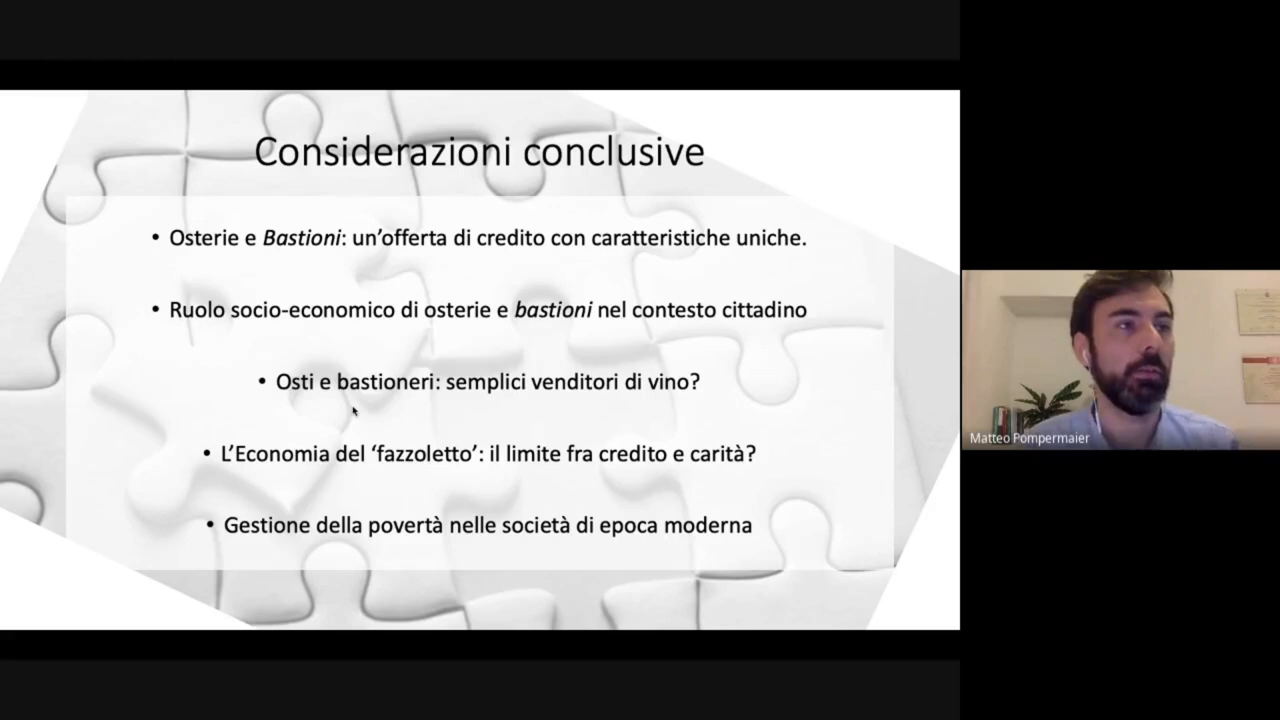 Considerazioni conclusive
• Osterie e Bastioni: un’offerta di credito con caratteristiche uniche.
• Ruolo socio-economico di osterie e bastioni nel contesto cittadino
• Osti e bastioneri: semplici venditori di vino?
• L’Economia del ‘fazzoletto’: il limite fra credito e carità?
• Gestione della povertà nelle società di epoca moderna
Matteo Pompermaier